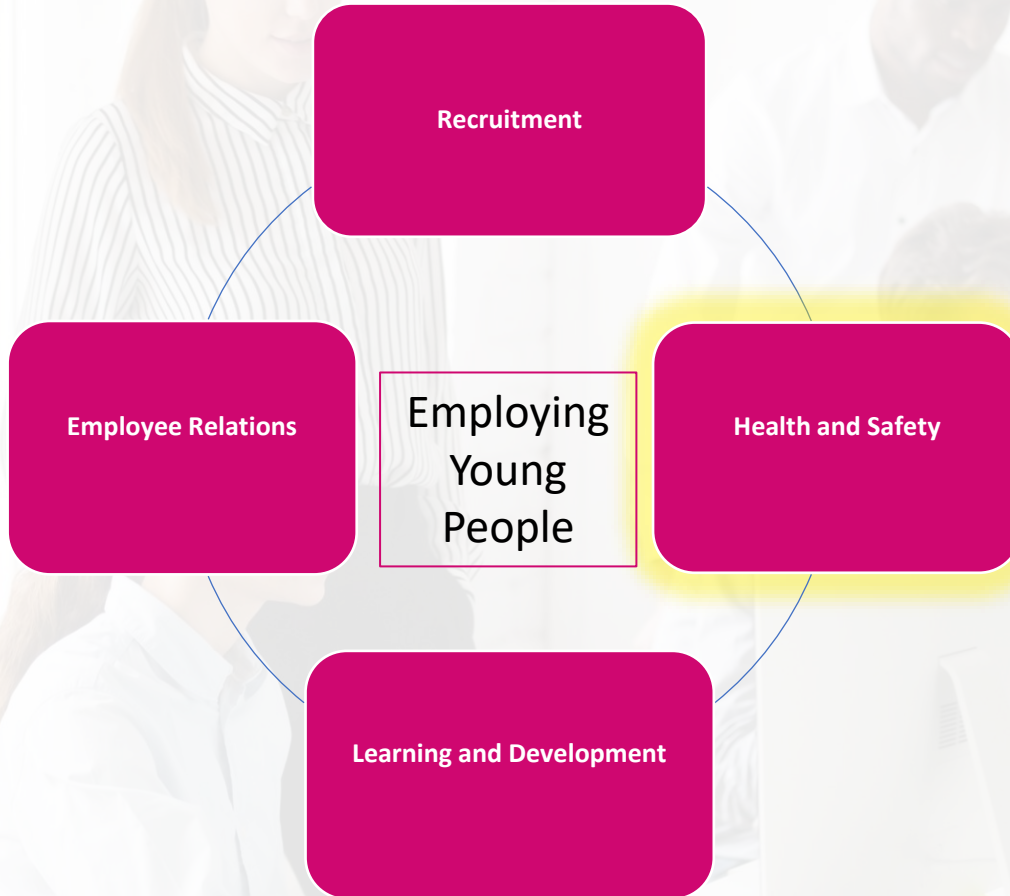 Recruitment
Employee Relations
Employing
Young
People
Health and Safety
Learning and Development